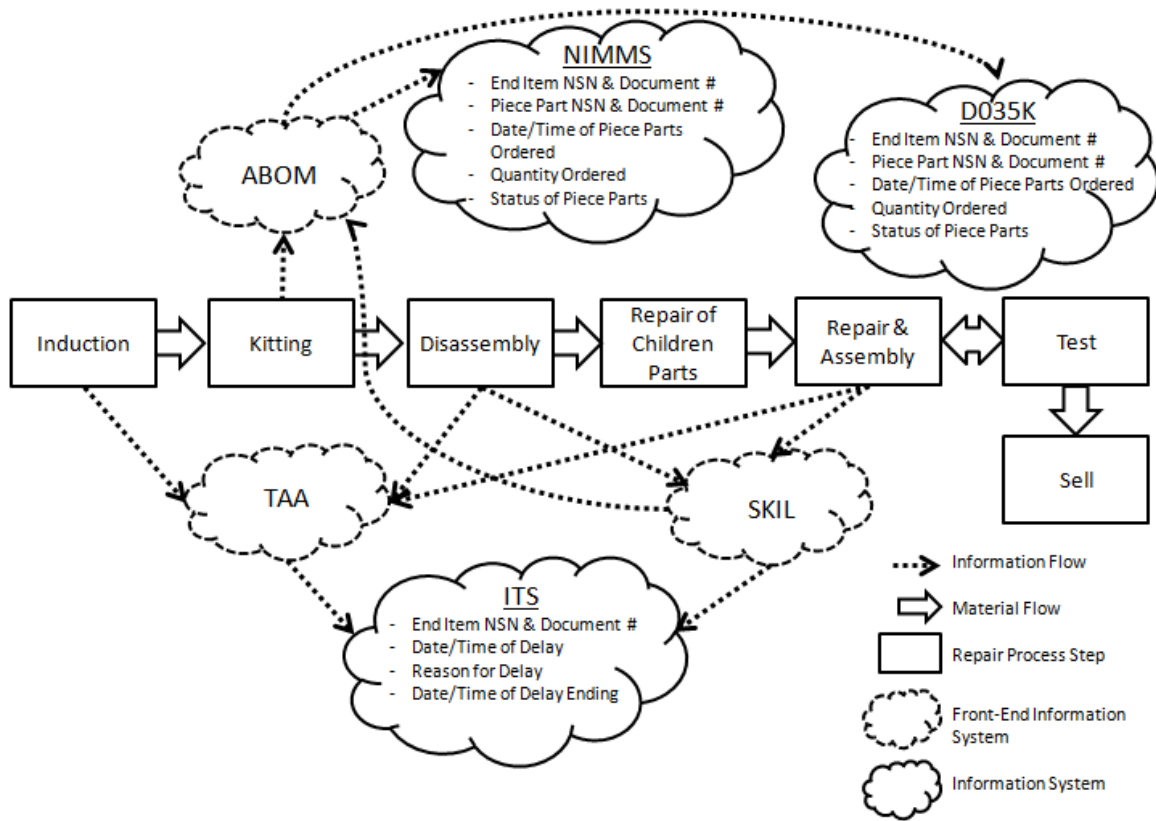 NIMMS
- End Item NSN & Document #
- Piece Part NSN & Document #
- Date/Time of Piece Parts
Ordered
- Quantity Ordered
- Status of Piece Parts
D035K
- End Item NSN & Document #
- Piece Part NSN & Document #
- Date/Time of Piece Parts Ordered
- Quantity Ordered
- Status of Piece Parts
ABOM
Induction
Kitting
Disassembly
Repair of
Children
Parts
Repair &
Assembly
Test
Sell
TAA
SKIL
ITS
- End Item NSN & Document #
- Date/Time of Delay
- Reason for Delay
- Date/Time of Delay Ending
Information Flow
Material Flow
Repair Process Step
Front-End Information
System
Information System